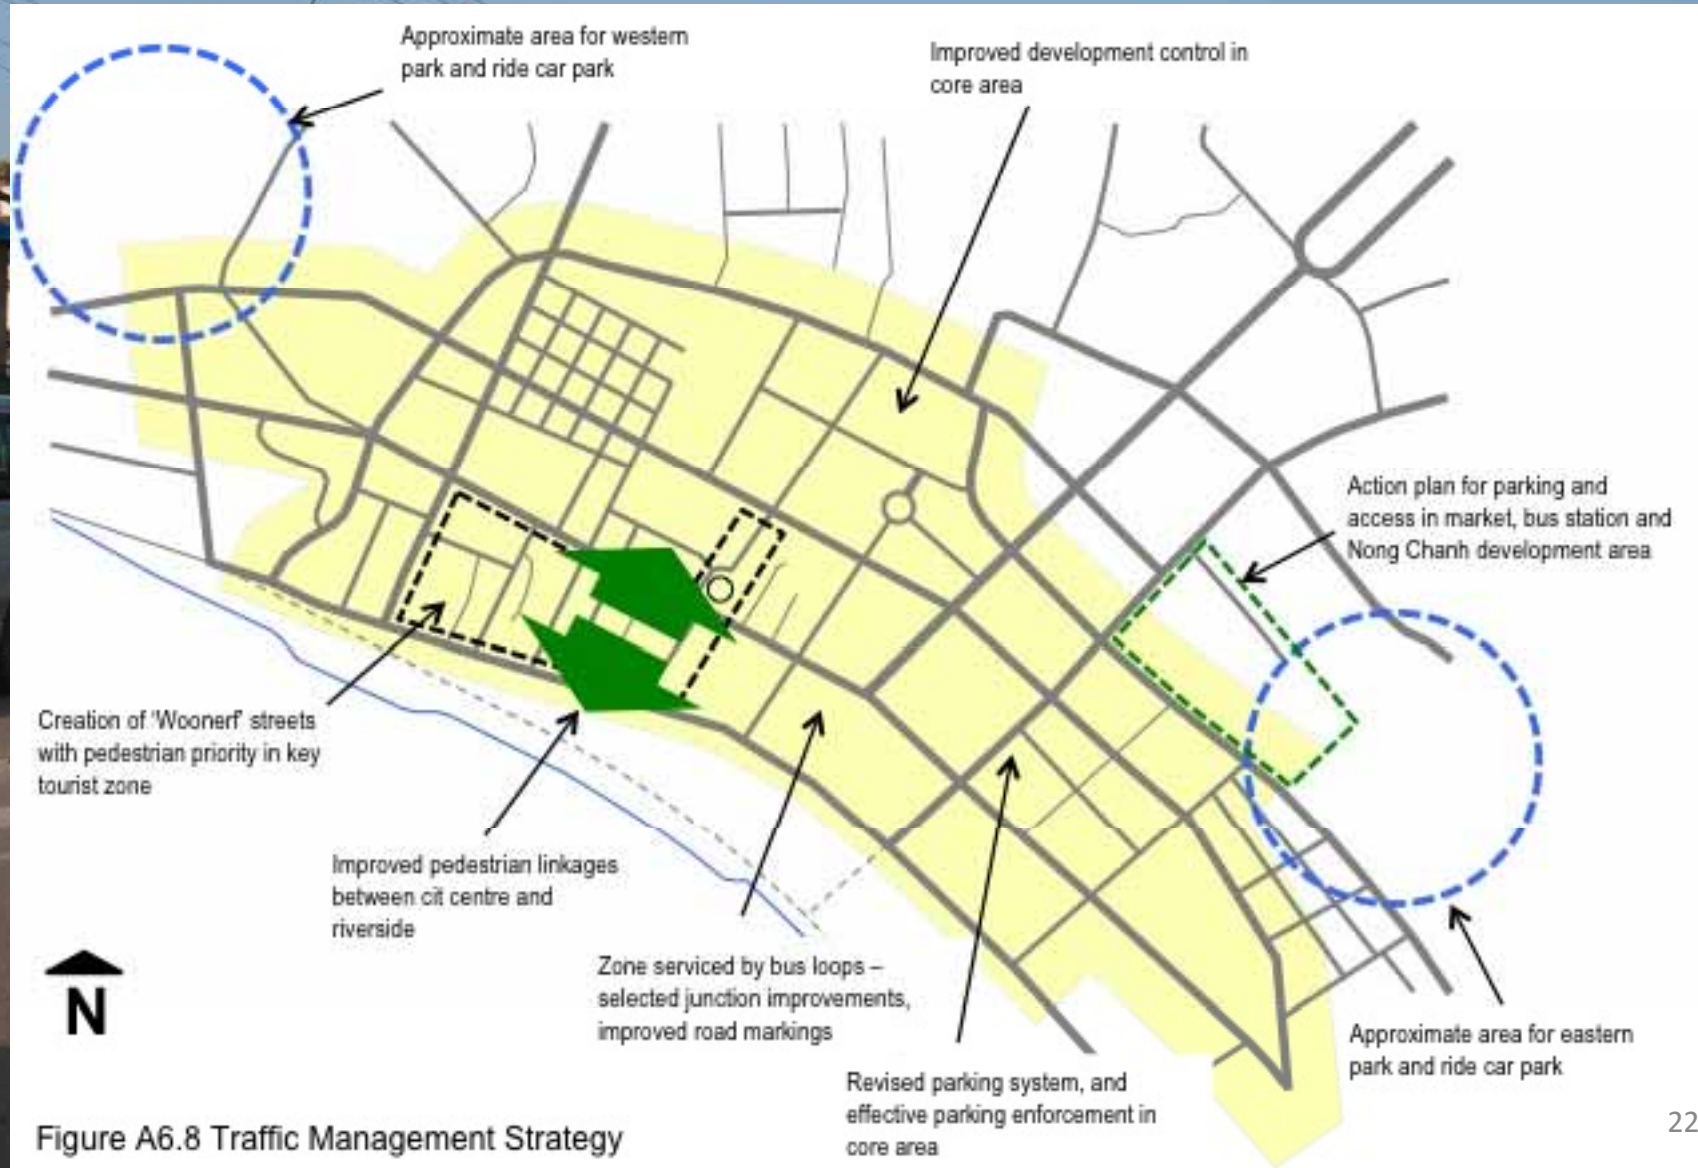 Approximate area for western
park and ride car park
Improved development control in
core area
Action plan for parking and
access in market, bus station and
Nong Chanh development area
Creation of 'Woonerf' streets
with pedestrian priority in key
tourist zone
Improved pedestrian linkages
between cit centre and
riverside
Zone serviced by bus loops –
selected junction improvements,
improved road markings
Revised parking system, and
effective parking enforcement in
core area
Approximate area for eastern
park and ride car park
N
Figure A6.8 Traffic Management Strategy
22